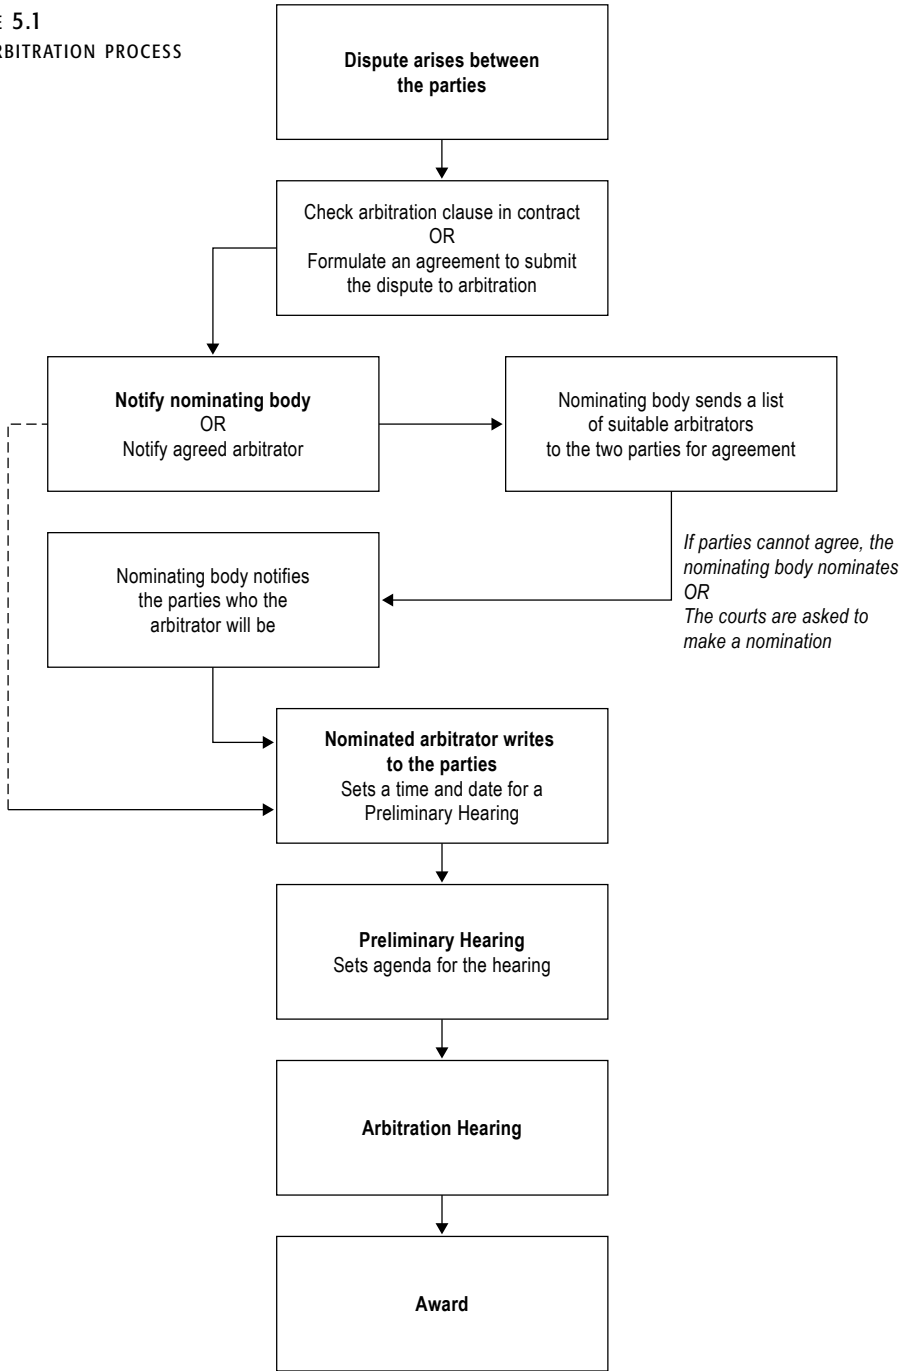 E 5.1
RBITRATION PROCESS
Dispute arises between
the parties
Check arbitration clause in contract
OR
Formulate an agreement to submit
the dispute to arbitration
Notify nominating body
OR
Notify agreed arbitrator
Nominating body sends a list
of suitable arbitrators
to the two parties for agreement
If parties cannot agree, the
nominating body nominates
OR
The courts are asked to
make a nomination
Nominating body notifies
the parties who the
arbitrator will be
Nominated arbitrator writes
to the parties
Sets a time and date for a
Preliminary Hearing
Preliminary Hearing
Sets agenda for the hearing
Arbitration Hearing
Award